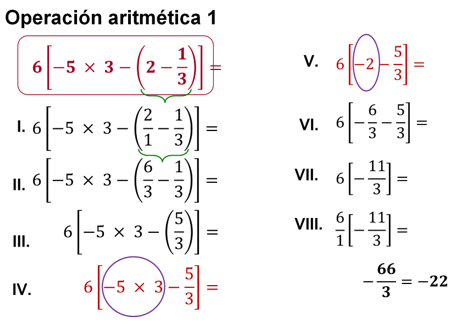 Operación aritmética 1
6 [−5 × 3 − (2 − 1/3)] =
I. 6 [−5 × 3 − (2/1 − 1/3)] =
II. 6 [−5 × 3 − (6/3 − 1/3)] =
III. 6 [−5 × 3 − (5/3)] =
IV. 6 [−5 × 3 − 5/3] =
V. 6 [−2 − 5/3] =
VI. 6 [−6/3 − 5/3] =
VII. 6 [−11/3] =
VIII. 6/1 [−11/3] =
−66/3 = −22